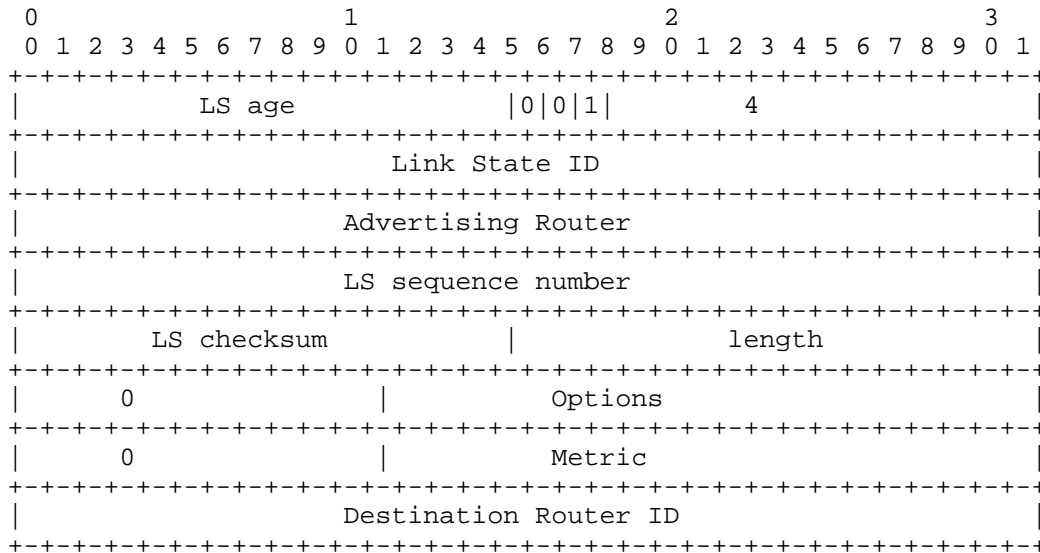 0                   1                   2                   3
0 1 2 3 4 5 6 7 8 9 0 1 2 3 4 5 6 7 8 9 0 1 2 3 4 5 6 7 8 9 0 1
+-+-+-+-+-+-+-+-+-+-+-+-+-+-+-+-+-+-+-+-+-+-+-+-+-+-+-+-+-+-+-+-+
|           LS age             |0|0|1|         4                |
+-+-+-+-+-+-+-+-+-+-+-+-+-+-+-+-+-+-+-+-+-+-+-+-+-+-+-+-+-+-+-+-+
|                       Link State ID                           |
+-+-+-+-+-+-+-+-+-+-+-+-+-+-+-+-+-+-+-+-+-+-+-+-+-+-+-+-+-+-+-+-+
|                    Advertising Router                         |
+-+-+-+-+-+-+-+-+-+-+-+-+-+-+-+-+-+-+-+-+-+-+-+-+-+-+-+-+-+-+-+-+
|                    LS sequence number                         |
+-+-+-+-+-+-+-+-+-+-+-+-+-+-+-+-+-+-+-+-+-+-+-+-+-+-+-+-+-+-+-+-+
|        LS checksum           |             length             |
+-+-+-+-+-+-+-+-+-+-+-+-+-+-+-+-+-+-+-+-+-+-+-+-+-+-+-+-+-+-+-+-+
|      0               |          Options                       |
+-+-+-+-+-+-+-+-+-+-+-+-+-+-+-+-+-+-+-+-+-+-+-+-+-+-+-+-+-+-+-+-+
|      0               |          Metric                        |
+-+-+-+-+-+-+-+-+-+-+-+-+-+-+-+-+-+-+-+-+-+-+-+-+-+-+-+-+-+-+-+-+
|                    Destination Router ID                      |
+-+-+-+-+-+-+-+-+-+-+-+-+-+-+-+-+-+-+-+-+-+-+-+-+-+-+-+-+-+-+-+-+